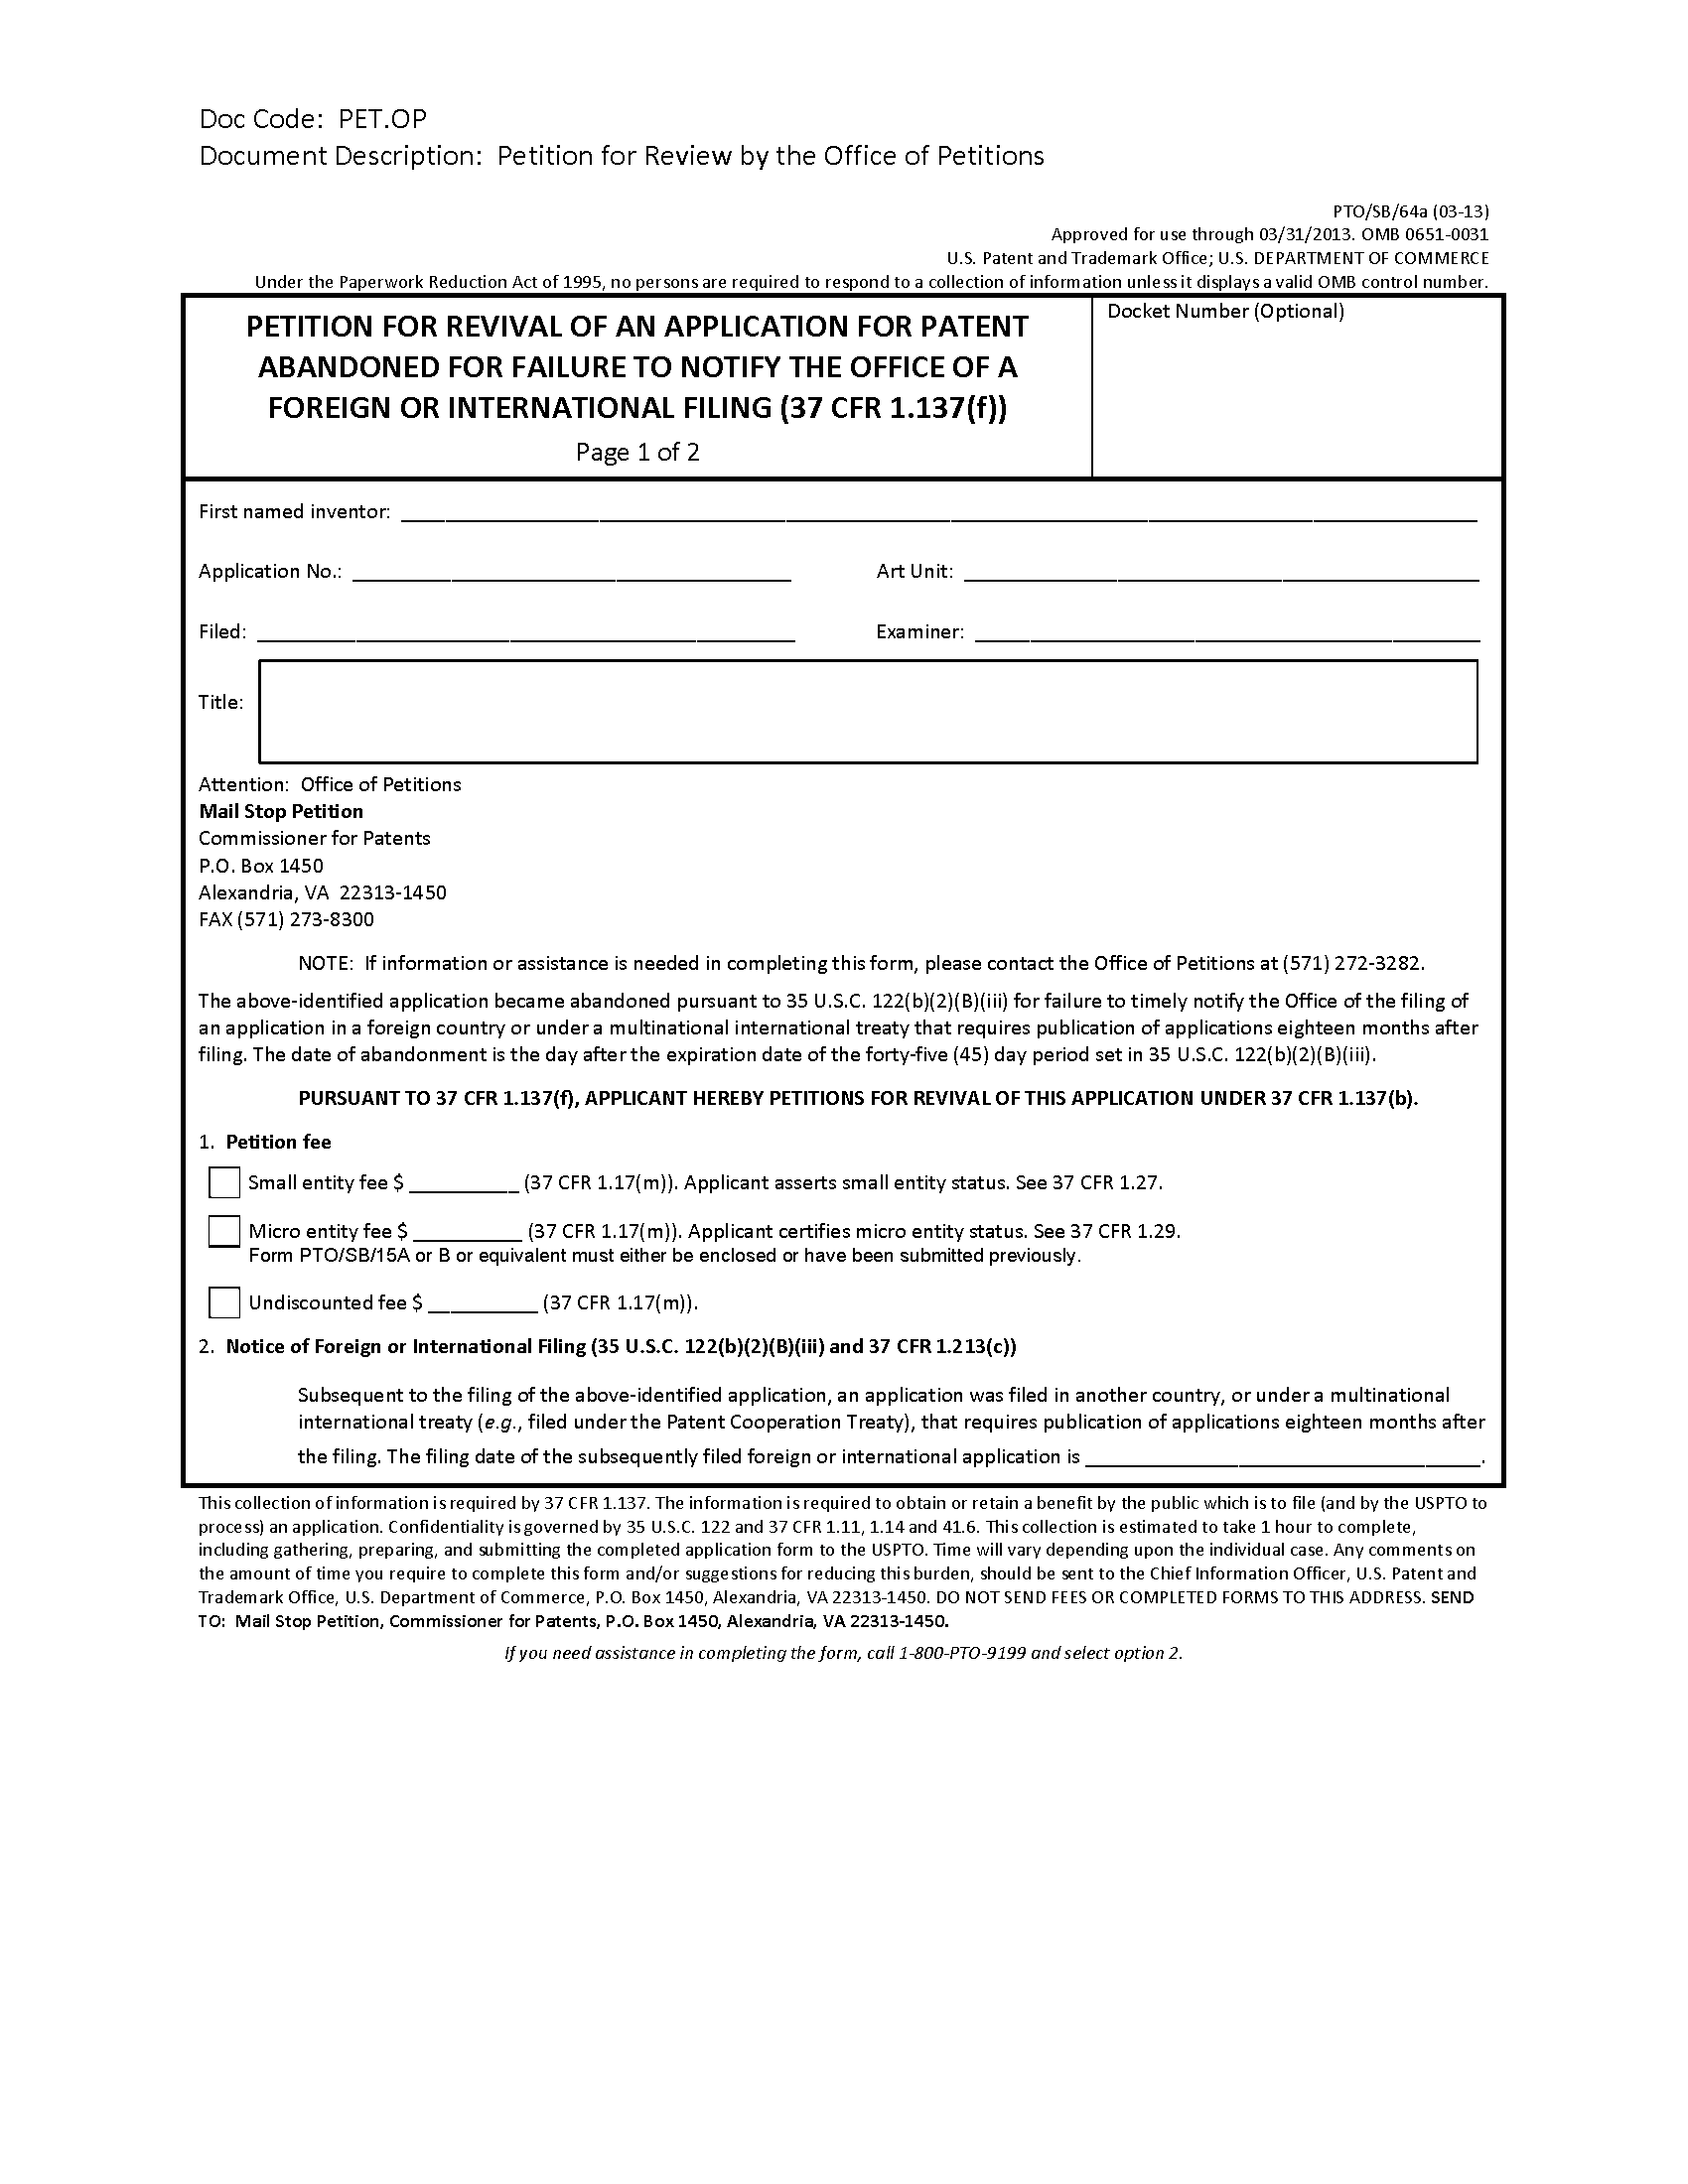 Doc Code: PET.OP
Document Description: Petition for Review by the Office of Petitions
PTO/SB/64a (03-13)
Approved for use through 03/31/2013. OMB 0651-0031
U.S. Patent and Trademark Office; U.S. DEPARTMENT OF COMMERCE
Under the Paperwork Reduction Act of 1995, no persons are required to respond to a collection of information unless it displays a valid OMB control number.
PETITION FOR REVIVAL OF AN APPLICATION FOR PATENT
ABANDONED FOR FAILURE TO NOTIFY THE OFFICE OF A
FOREIGN OR INTERNATIONAL FILING (37 CFR 1.137(f))
Page 1 of 2
Docket Number (Optional)
First named inventor:
Application No.: Art Unit:
Filed: Examiner:
Title:
Attention: Office of Petitions
Mail Stop Petition
Commissioner for Patents
P.O. Box 1450
Alexandria, VA 22313-1450
FAX (571) 273-8300
NOTE: If information or assistance is needed in completing this form, please contact the Office of Petitions at (571) 272-3282.
The above-identified application became abandoned pursuant to 35 U.S.C. 122(b)(2)(B)(iii) for failure to timely notify the Office of the filing of
an application in a foreign country or under a multinational international treaty that requires publication of applications eighteen months after
filing. The date of abandonment is the day after the expiration date of the forty-five (45) day period set in 35 U.S.C. 122(b)(2)(B)(iii).
PURSUANT TO 37 CFR 1.137(f), APPLICANT HEREBY PETITIONS FOR REVIVAL OF THIS APPLICATION UNDER 37 CFR 1.137(b).
1. Petition fee
Small entity fee $ __________ (37 CFR 1.17(m)). Applicant asserts small entity status. See 37 CFR 1.27.
Micro entity fee $ __________ (37 CFR 1.17(m)). Applicant certifies micro entity status. See 37 CFR 1.29.
Form PTO/SB/15A or B or equivalent must either be enclosed or have been submitted previously.
Undiscounted fee $ __________ (37 CFR 1.17(m)).
2. Notice of Foreign or International Filing (35 U.S.C. 122(b)(2)(B)(iii) and 37 CFR 1.213(c))
Subsequent to the filing of the above-identified application, an application was filed in another country, or under a multinational
international treaty (e.g., filed under the Patent Cooperation Treaty), that requires publication of applications eighteen months after
the filing. The filing date of the subsequently filed foreign or international application is ____________________________________.
This collection of information is required by 37 CFR 1.137. The information is required to obtain or retain a benefit by the public which is to file (and by the USPTO to
process) an application. Confidentiality is governed by 35 U.S.C. 122 and 37 CFR 1.11, 1.14 and 41.6. This collection is estimated to take 1 hour to complete,
including gathering, preparing, and submitting the completed application form to the USPTO. Time will vary depending upon the individual case. Any comments on
the amount of time you require to complete this form and/or suggestions for reducing this burden, should be sent to the Chief Information Officer, U.S. Patent and
Trademark Office, U.S. Department of Commerce, P.O. Box 1450, Alexandria, VA 22313-1450. DO NOT SEND FEES OR COMPLETED FORMS TO THIS ADDRESS. SEND
TO: Mail Stop Petition, Commissioner for Patents, P.O. Box 1450, Alexandria, VA 22313-1450.
If you need assistance in completing the form, call 1-800-PTO-9199 and select option 2.